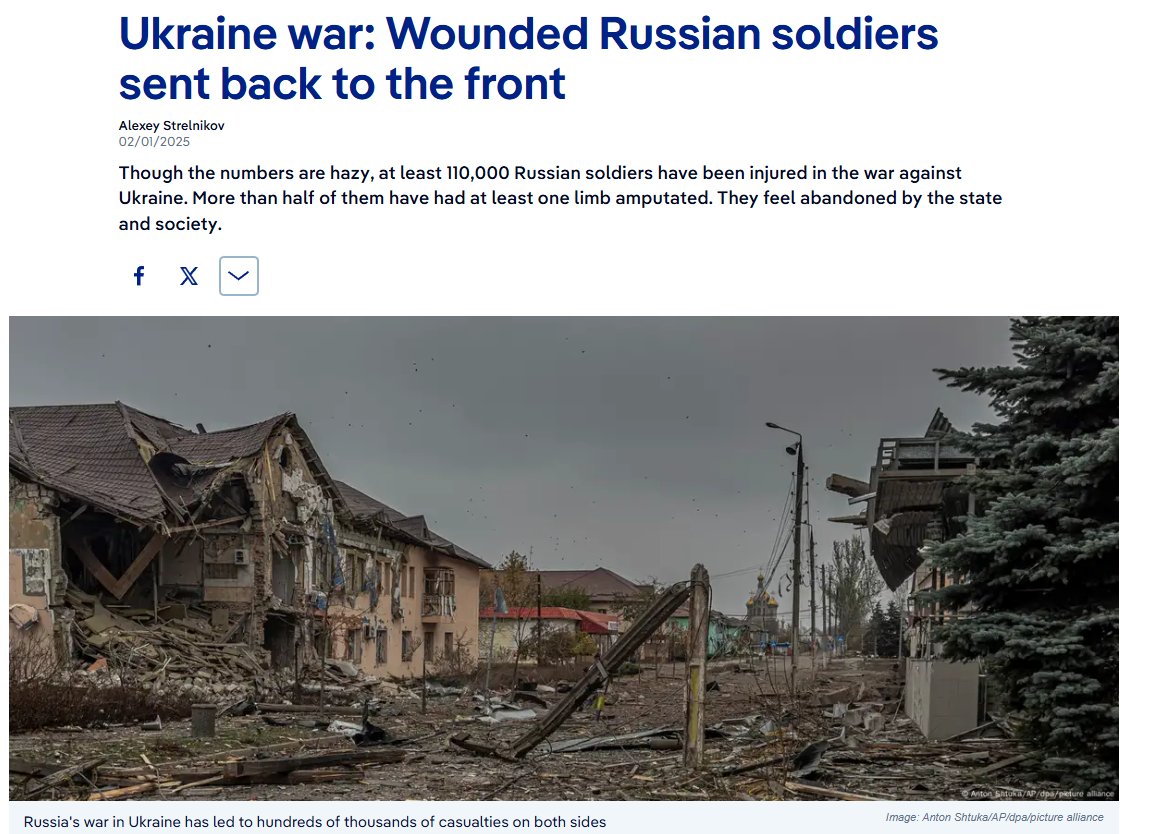 Ukraine war: Wounded Russian soldiers
sent back to the front
Alexey Strelnikov
02/01/2025
Though the numbers are hazy, at least 110,000 Russian soldiers have been injured in the war against
Ukraine. More than half of them have had at least one limb amputated. They feel abandoned by the state
and society.
© Anton Shtuka/AP/dpa/picture alliance
Russia's war in Ukraine has led to hundreds of thousands of casualties on both sides
Image: Anton Shtuka/AP/dpa/picture alliance